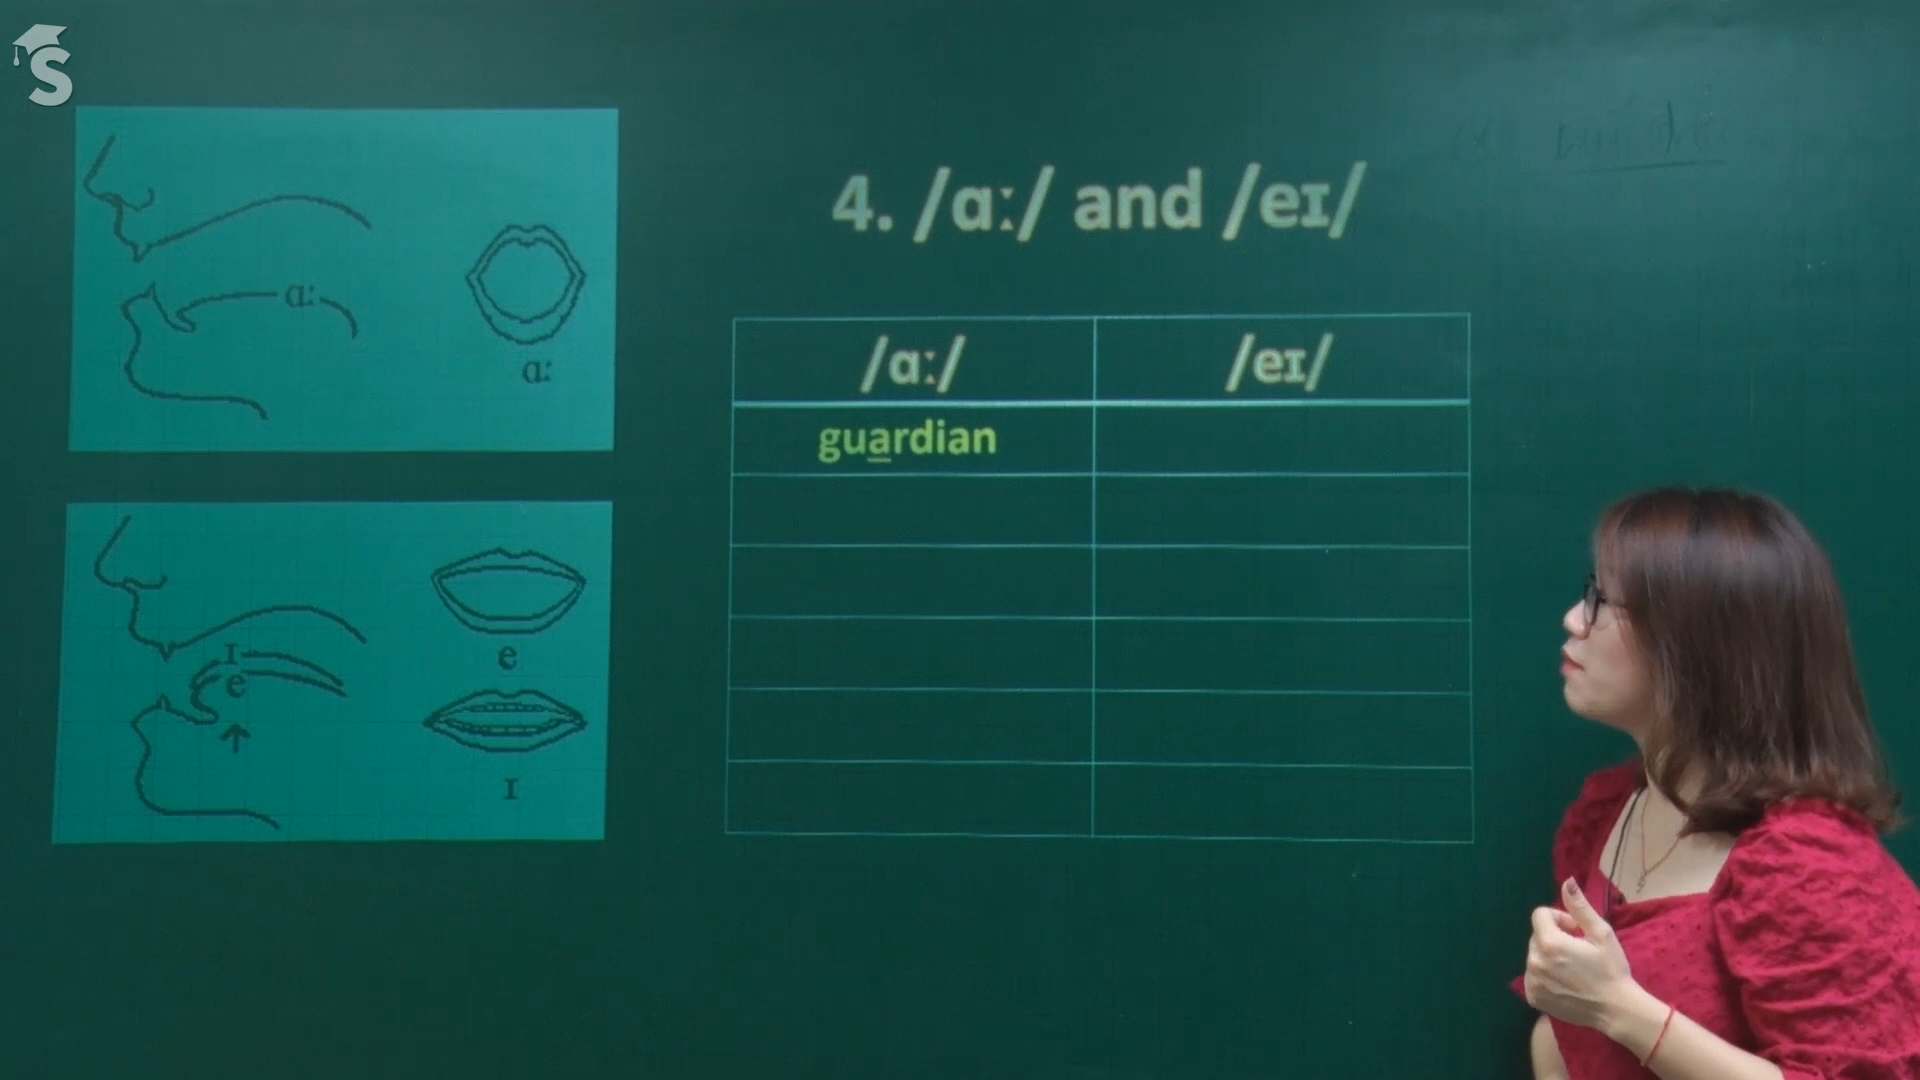 S
ɑː
ɑː
ɪ
e
e
ɪ
4. /ɑː/ and /eɪ/
/ɑː/ /eɪ/
guardian